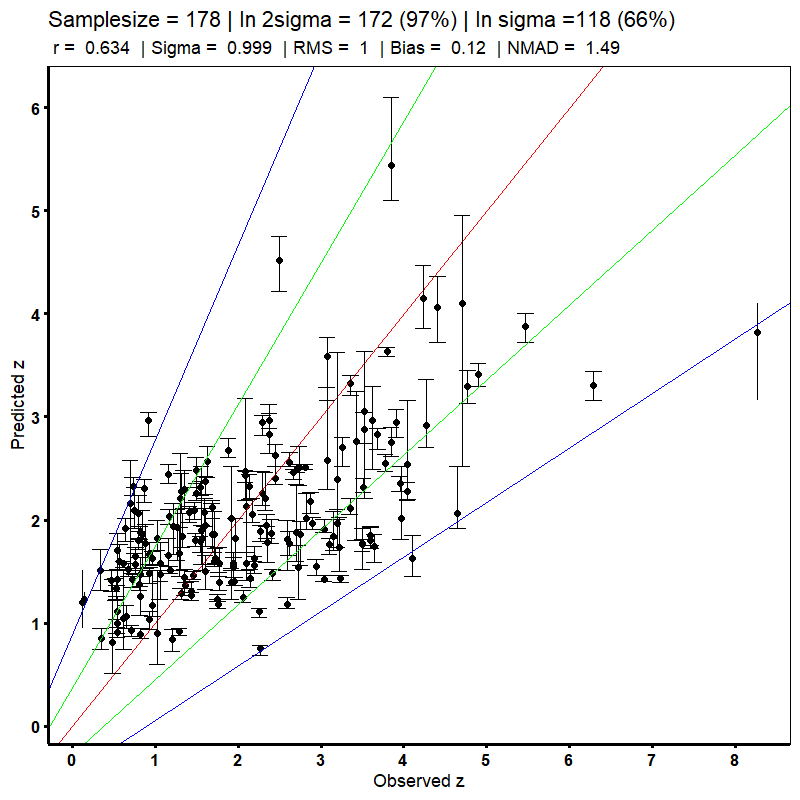 Samplesize = 178 | In 2sigma = 172 (97%) | In sigma =118 (66%)
r = 0.634 | Sigma = 0.999 | RMS = 1 | Bias = 0.12 | NMAD = 1.49
6
5
4
3
2
1
0
Predicted z
0 1 2 3 4 5 6 7 8
Observed z